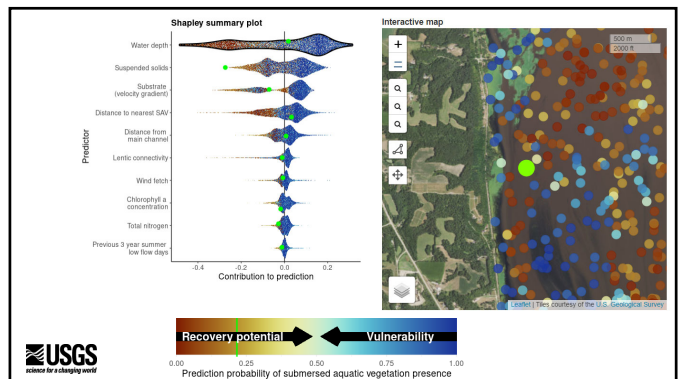 Shapley summary plot
Predictor
Water depth
Suspended solids
Substrate
(velocity gradient)
Distance to nearest SAV
Distance from
main channel
Lentic connectivity
Wind fetch
Chlorophyll a
concentration
Total nitrogen
Previous 3 year summer
low flow days
-0.4 -0.2 0.0 0.2
Contribution to prediction
Interactive map
+
500 m
2000 ft
Leaflet | Tiles courtesy of the U.S. Geological Survey
Recovery potential Vulnerability
0.00 0.25 0.50 0.75 1.00
Prediction probability of submersed aquatic vegetation presence
USGS
science for a changing world